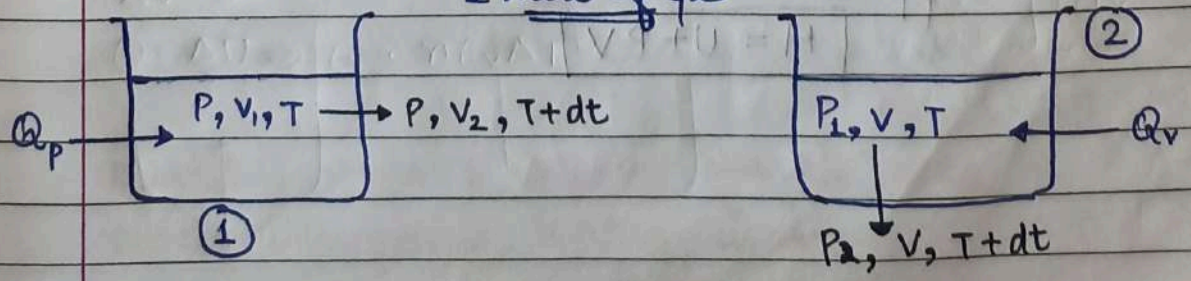 ②
Qp → P, V₁, T → P, V₂, T+dt
P₁, V, T ← Qv
①
P₂, V, T+dt